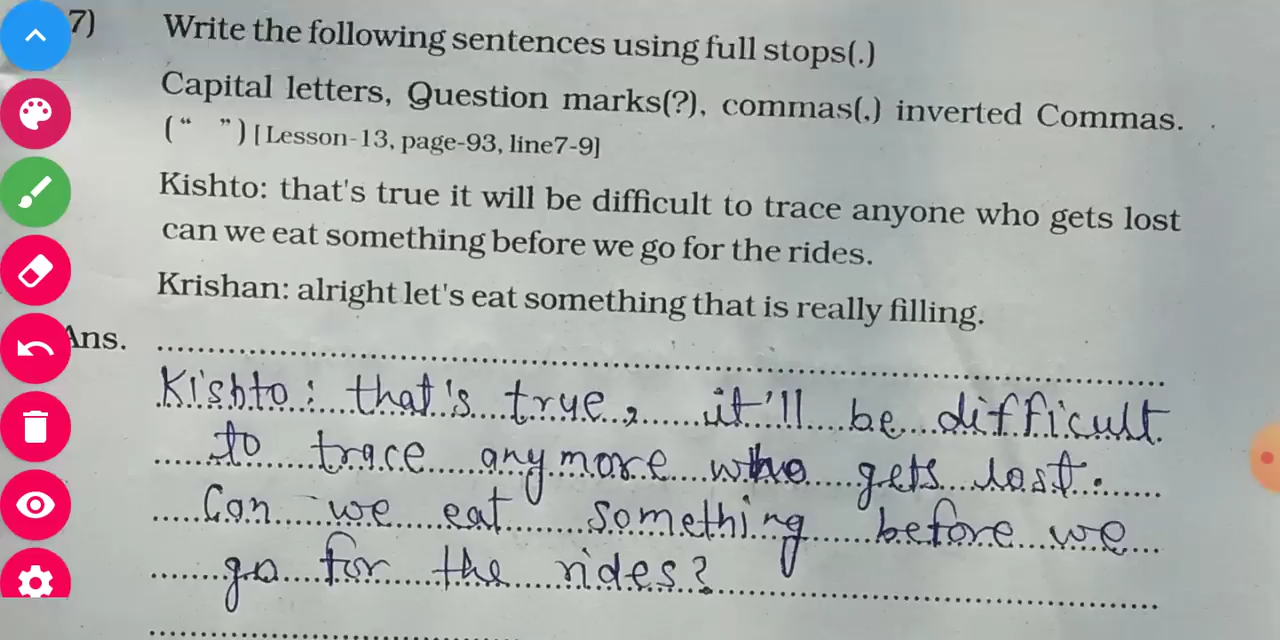 7) Write the following sentences using full stops(.)
Capital letters, Question marks(?), commas(.) inverted Commas.
(“ ”) [Lesson-13, page-93, line7-9]
Kishto: that's true it will be difficult to trace anyone who gets lost
can we eat something before we go for the rides.
Krishan: alright let's eat something that is really filling.
Ans.
Kishto: that's true, it'll be difficult
to trace anymore who gets lost.
Can we eat something before we
go for the rides?